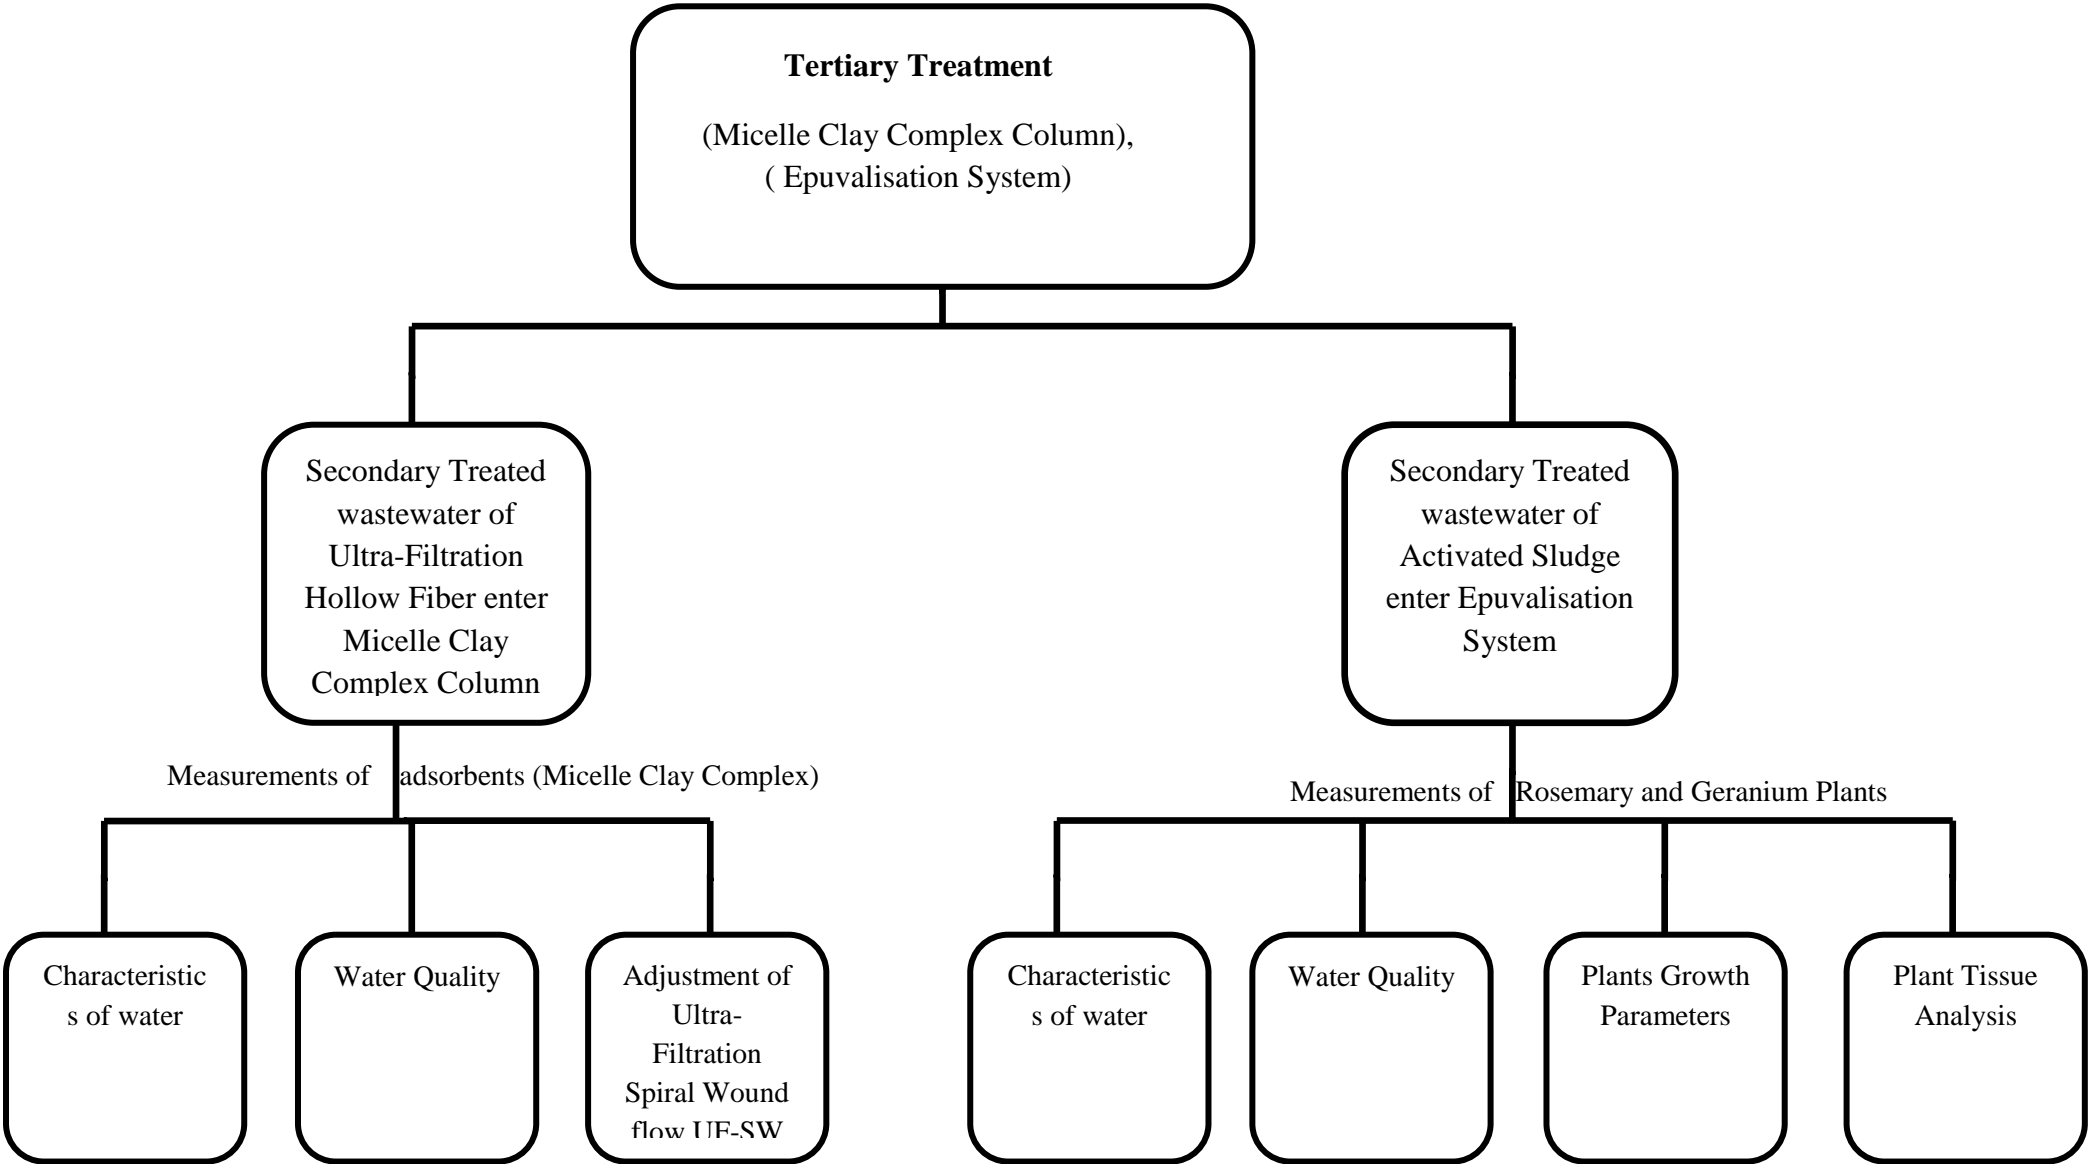 Tertiary Treatment
(Micelle Clay Complex Column),
( Epuvalisation System)
Secondary Treated
wastewater of
Ultra-Filtration
Hollow Fiber enter
Micelle Clay
Complex Column
Secondary Treated
wastewater of
Activated Sludge
enter Epuvalisation
System
Measurements of adsorbents (Micelle Clay Complex)
Measurements of Rosemary and Geranium Plants
Characteristic
s of water
Water Quality
Adjustment of
Ultra-
Filtration
Spiral Wound
flow UF-SW
Characteristic
s of water
Water Quality
Plants Growth
Parameters
Plant Tissue
Analysis